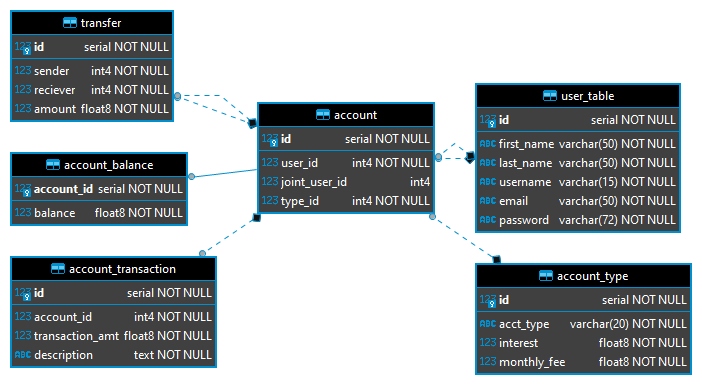 transfer
123 id serial NOT NULL
123 sender int4 NOT NULL
123 reciever int4 NOT NULL
123 amount float8 NOT NULL
account
123 id serial NOT NULL
123 user_id int4 NOT NULL
123 joint_user_id int4
123 type_id int4 NOT NULL
user_table
123 id serial NOT NULL
ABC first_name varchar(50) NOT NULL
ABC last_name varchar(50) NOT NULL
ABC username varchar(15) NOT NULL
ABC email varchar(50) NOT NULL
ABC password varchar(72) NOT NULL
account_balance
123 account_id serial NOT NULL
123 balance float8 NOT NULL
account_transaction
123 id serial NOT NULL
123 account_id int4 NOT NULL
123 transaction_amt float8 NOT NULL
ABC description text NOT NULL
account_type
123 id serial NOT NULL
ABC acct_type varchar(20) NOT NULL
123 interest float8 NOT NULL
123 monthly_fee float8 NOT NULL